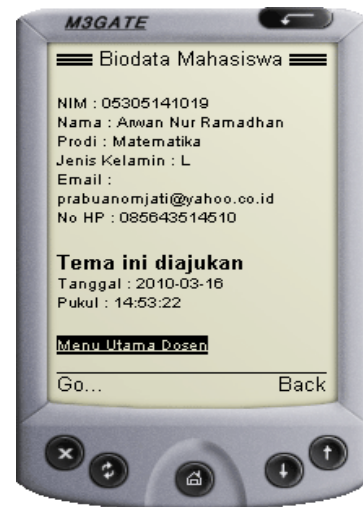 M3GATE
Biodata Mahasiswa
NIM : 05305141019
Nama : Arwan Nur Ramadhan
Prodi : Matematika
Jenis Kelamin : L
Email :
prabuanomjati@yahoo.co.id
No HP : 085643514510
Tema ini diajukan
Tanggal : 2010-03-16
Pukul : 14:53:22
Menu Utama Dosen
Go... Back